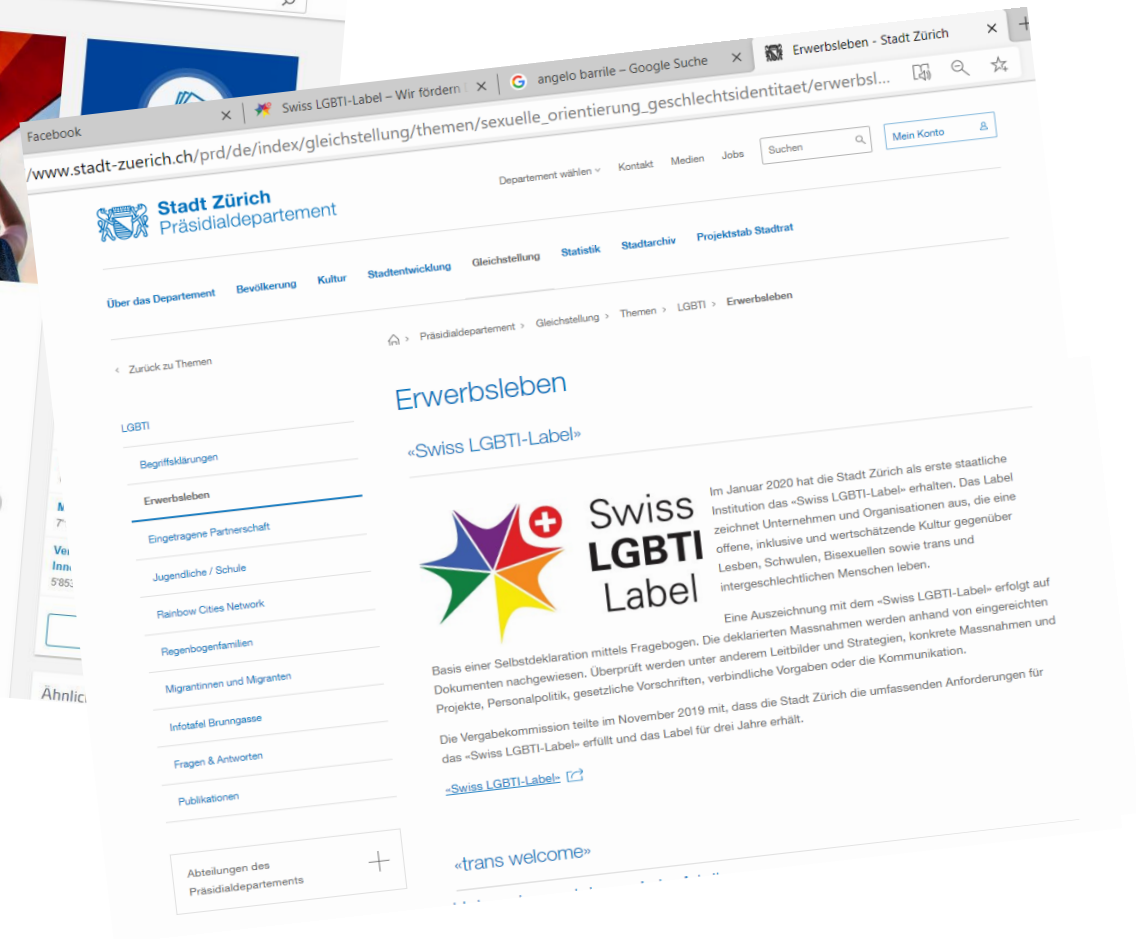 Facebook
Swiss LGBTI-Label – Wir fördern
angelo barrile – Google Suche
Erwerbsleben - Stadt Zürich
/www.stadt-zuerich.ch/prd/de/index/gleichstellung/themen/sexuelle_orientierung_geschlechtsidentitaet/erwerbsl...
Stadt Zürich
Präsidialdepartement
Departement wählen
Kontakt
Medien
Jobs
Suchen
Mein Konto
Über das Departement
Bevölkerung
Kultur
Stadtentwicklung
Gleichstellung
Statistik
Stadtarchiv
Projektstab Stadtrat
Präsidialdepartement > Gleichstellung > Themen > LGBTI > Erwerbsleben
< Zurück zu Themen
LGBTI
Begriffsklärungen
Erwerbsleben
Eingetragene Partnerschaft
Jugendliche / Schule
Rainbow Cities Network
Regenbogenfamilien
Migrantinnen und Migranten
Infotafel Brunngasse
Fragen & Antworten
Publikationen
Abteilungen des
Präsidialdepartements
Erwerbsleben
«Swiss LGBTI-Label»
Swiss
LGBTI
Label
Im Januar 2020 hat die Stadt Zürich als erste staatliche
Institution das «Swiss LGBTI-Label» erhalten. Das Label
zeichnet Unternehmen und Organisationen aus, die eine
offene, inklusive und wertschätzende Kultur gegenüber
Lesben, Schwulen, Bisexuellen sowie trans und
intergeschlechtlichen Menschen leben.
Eine Auszeichnung mit dem «Swiss LGBTI-Label» erfolgt auf
Basis einer Selbstdeklaration mittels Fragebogen. Die deklarierten Massnahmen werden anhand von eingereichten
Dokumenten nachgewiesen. Überprüft werden unter anderem Leitbilder und Strategien, konkrete Massnahmen und
Projekte, Personalpolitik, gesetzliche Vorschriften, verbindliche Vorgaben oder die Kommunikation.
Die Vergabekommission teilte im November 2019 mit, dass die Stadt Zürich die umfassenden Anforderungen für
das «Swiss LGBTI-Label» erfüllt und das Label für drei Jahre erhält.
«Swiss LGBTI-Label»
«trans welcome»